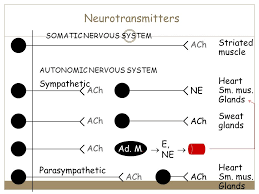 Neurotransmitters
SOMATIC NERVOUS SYSTEM
ACh Striated
muscle
AUTONOMIC NERVOUS SYSTEM
Sympathetic
ACh NE Heart
Sm. mus.
Glands
ACh ACh Sweat
glands
ACh Ad. M → E, →
NE
Parasympathetic
ACh ACh Heart
Sm. mus.
Glands